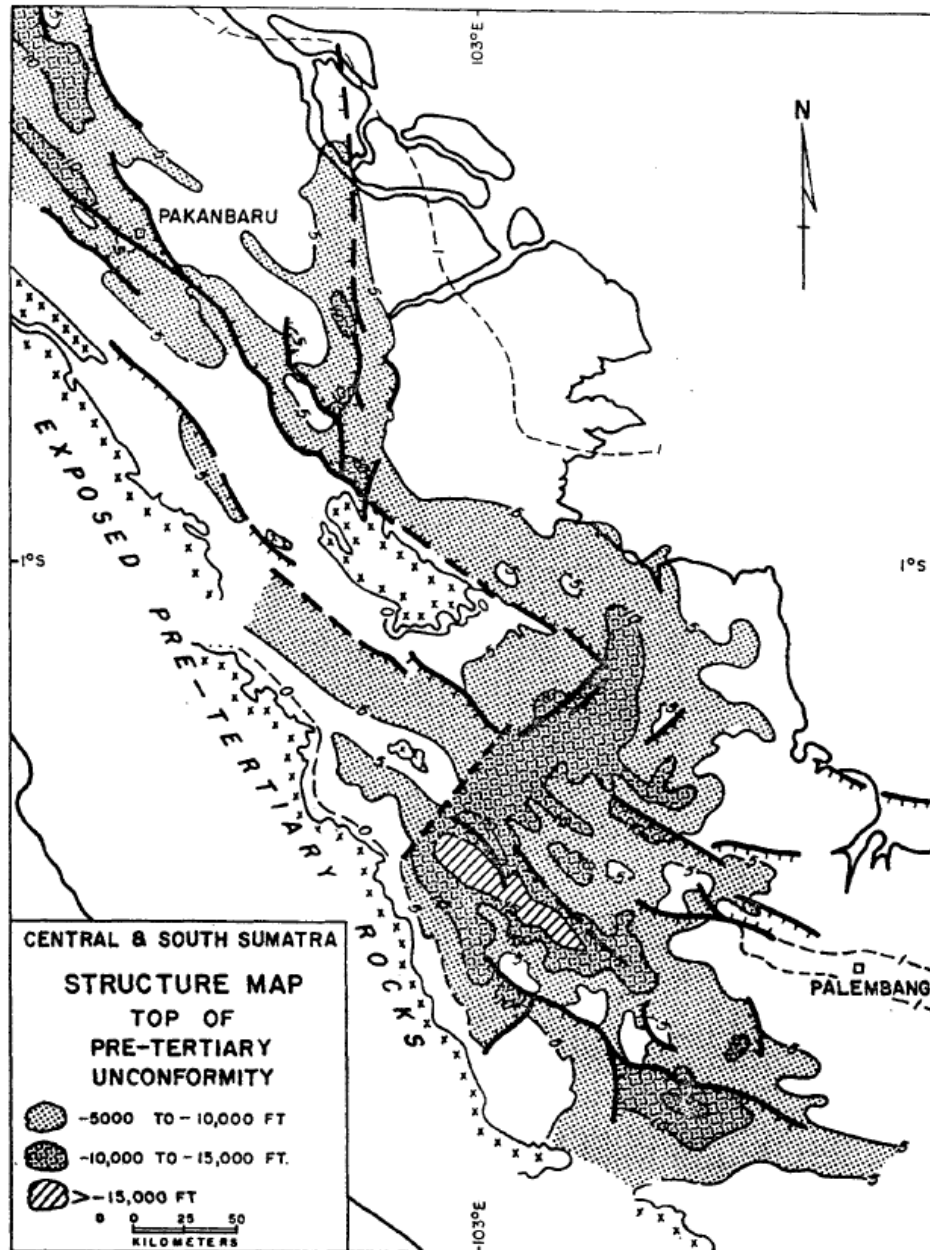 103°E
N
PAKANBARU
EXPOSED PRE-TERTIARY ROCKS
1°S
1°S
PALEMBANG
CENTRAL & SOUTH SUMATRA
STRUCTURE MAP
TOP OF
PRE-TERTIARY
UNCONFORMITY
-5000 TO -10,000 FT
-10,000 TO -15,000 FT.
>-15,000 FT
0 25 50
KILOMETERS
103°E